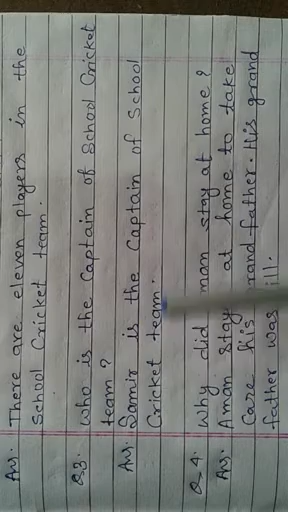 Ans. There are eleven players in the
School Cricket team.
Q3. Who is the Captain of School Cricket
team?
Ans. Samir is the Captain of School
Cricket team.
Q4. Why did man stay at home?
Ans. Aman stay at home to take
Care his rand father. His grand
father was ill.